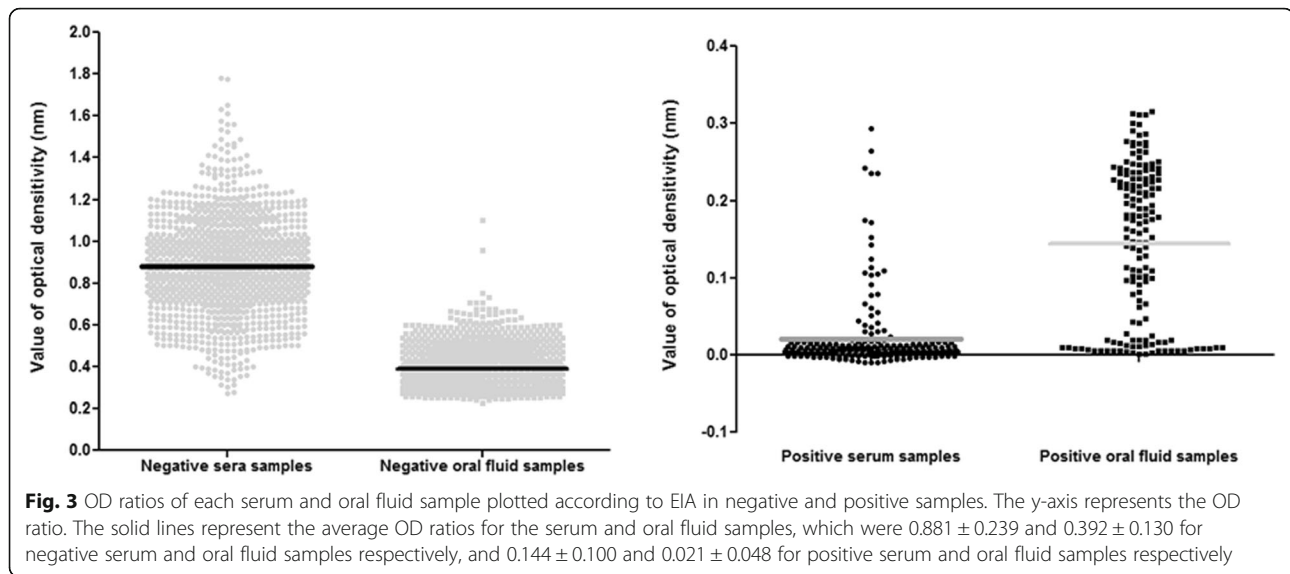 2.0
1.8
1.6
1.4
1.2
1.0
0.8
0.6
0.4
0.2
0.0
Value of optical densitivity (nm)
Negative sera samples
Negative oral fluid samples
0.4
0.3
0.2
0.1
0.0
-0.1
Value of optical densitivity (nm)
Positive serum samples
Positive oral fluid samples
Fig. 3 OD ratios of each serum and oral fluid sample plotted according to EIA in negative and positive samples. The y-axis represents the OD
ratio. The solid lines represent the average OD ratios for the serum and oral fluid samples, which were 0.881 ± 0.239 and 0.392 ± 0.130 for
negative serum and oral fluid samples respectively, and 0.144 ± 0.100 and 0.021 ± 0.048 for positive serum and oral fluid samples respectively